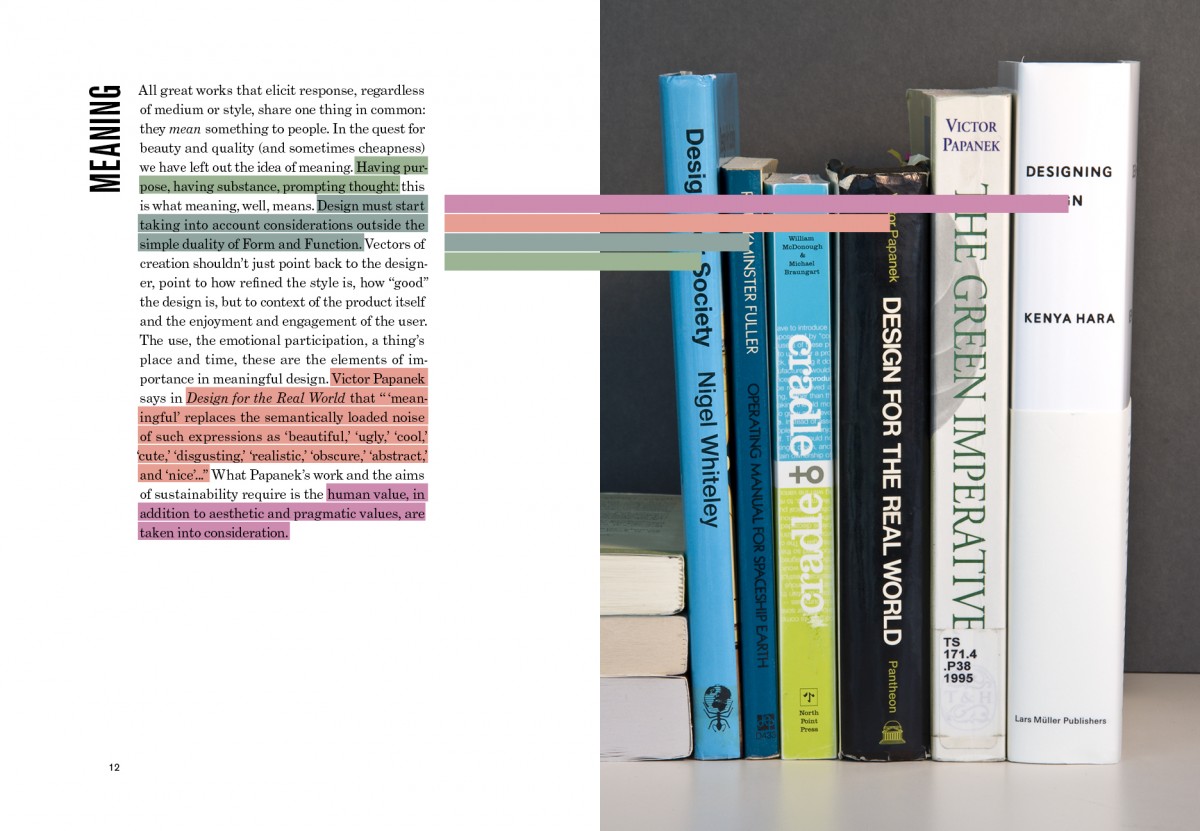 MEANING
All great works that elicit response, regardless
of medium or style, share one thing in common:
they mean something to people. In the quest for
beauty and quality (and sometimes cheapness)
we have left out the idea of meaning. Having pur-
pose, having substance, prompting thought: this
is what meaning, well, means. Design must start
taking into account considerations outside the
simple duality of Form and Function. Vectors of
creation shouldn't just point back to the design-
er, point to how refined the style is, how “good”
the design is, but to context of the product itself
and the enjoyment and engagement of the user.
The use, the emotional participation, a thing's
place and time, these are the elements of im-
portance in meaningful design. Victor Papanek
says in Design for the Real World that “ ‘mean-
ingful’ replaces the semantically loaded noise
of such expressions as ‘beautiful,’ ‘ugly,’ ‘cool,’
‘cute,’ ‘disgusting,’ ‘realistic,’ ‘obscure,’ ‘abstract,’
and ‘nice’...” What Papanek's work and the aims
of sustainability require is the human value, in
addition to aesthetic and pragmatic values, are
taken into consideration.
12
Society Nigel Whiteley
MINSTER FULLER OPERATING MANUAL FOR SPACESHIP EARTH
William
McDonough
&
Michael
Braungart
cradle
cradle
North
Point
Press
Papanek DESIGN FOR THE REAL WORLD Pantheon
VICTOR
PAPANEK
THE GREEN IMPERATIVE
TS
171.4
.P38
1995
DESIGNING
KENYA HARA
Lars Müller Publishers